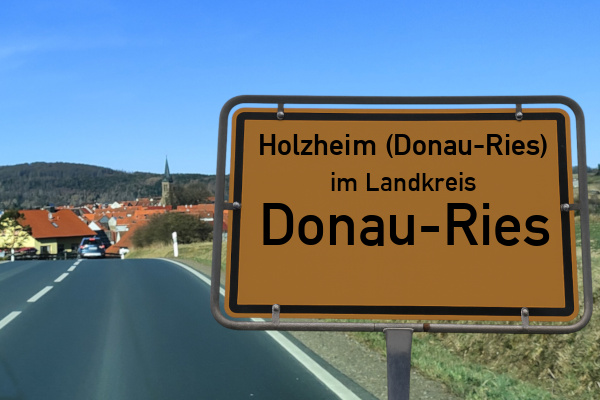 Holzheim (Donau-Ries)
im Landkreis
Donau-Ries